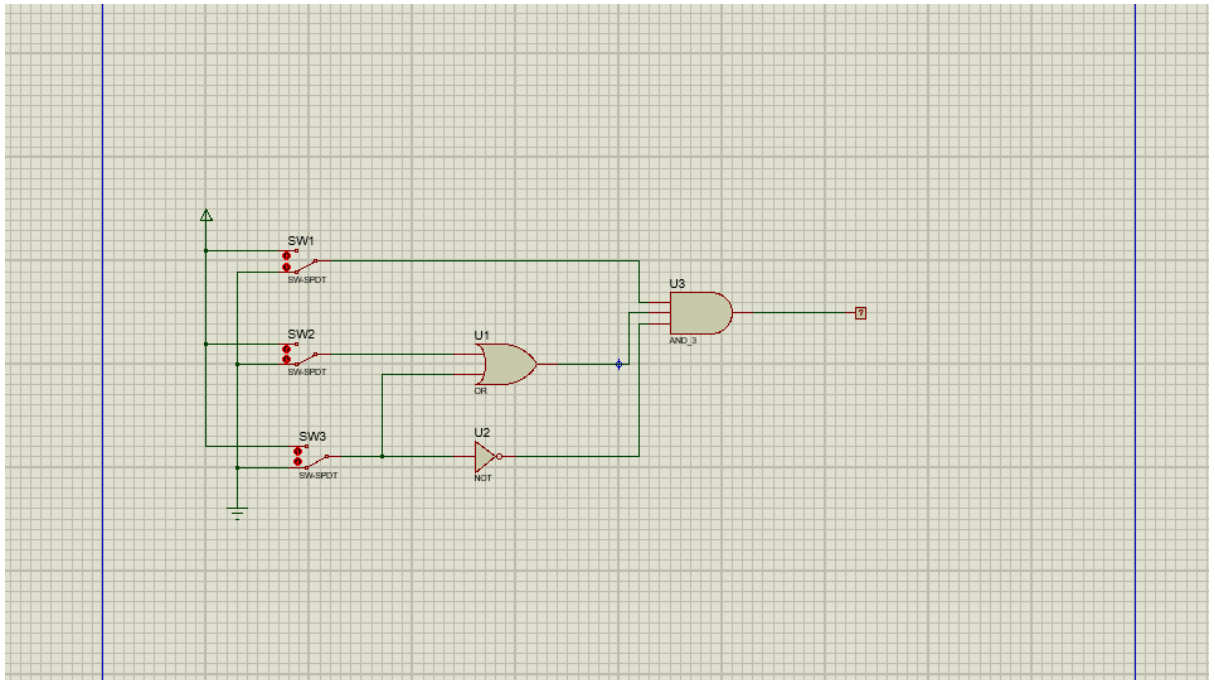 SW1
SW-SPDT
U3
AND_3
?
SW2
SW-SPDT
U1
OR
SW3
SW-SPDT
U2
NOT